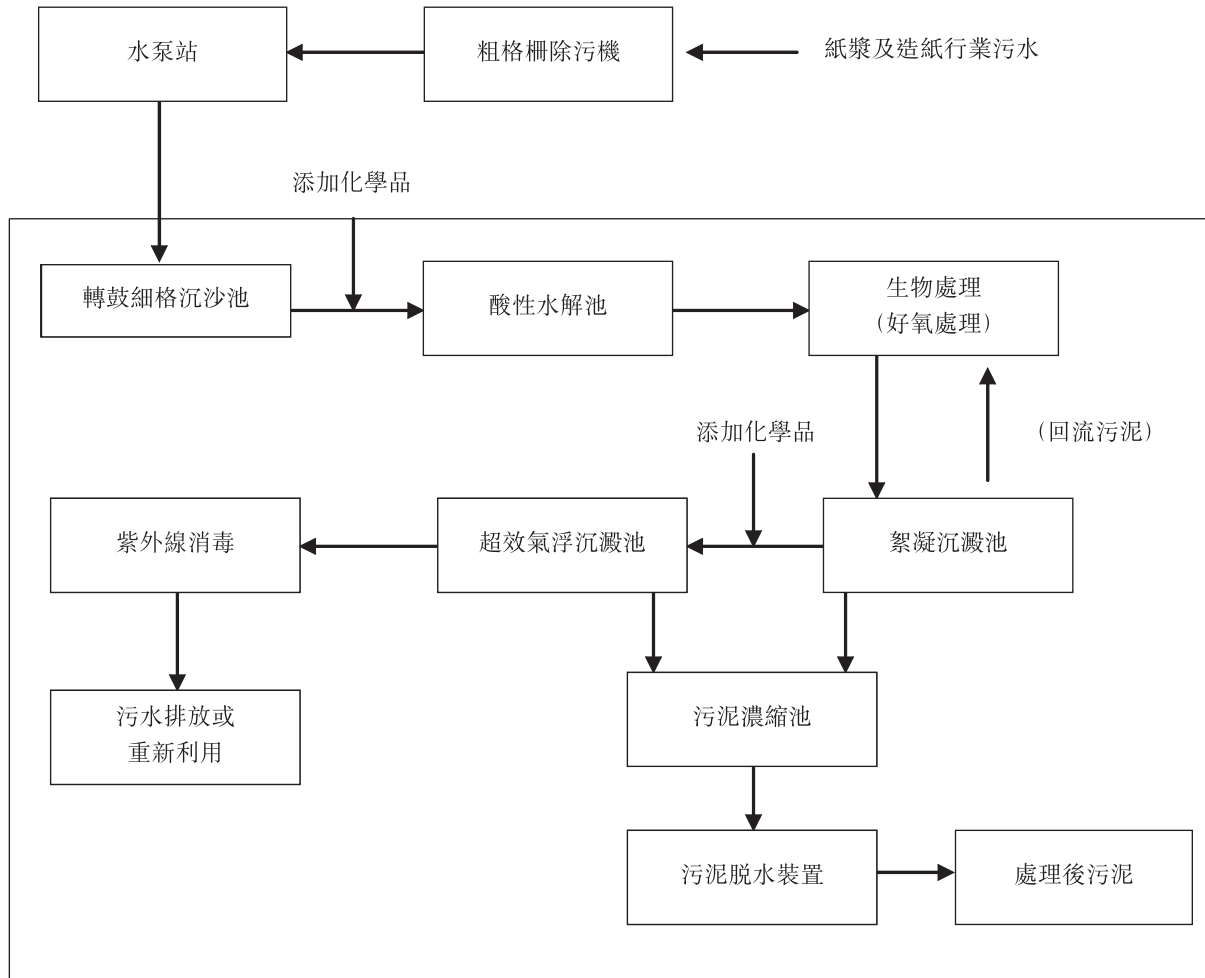 水泵站
粗格柵除污機
紙漿及造紙行業污水
添加化學品
轉鼓細格沉沙池
酸性水解池
生物處理
(好氧處理)
添加化學品
(回流污泥)
紫外線消毒
超效氣浮沉澱池
絮凝沉澱池
污水排放或
重新利用
污泥濃縮池
污泥脫水裝置
處理後污泥